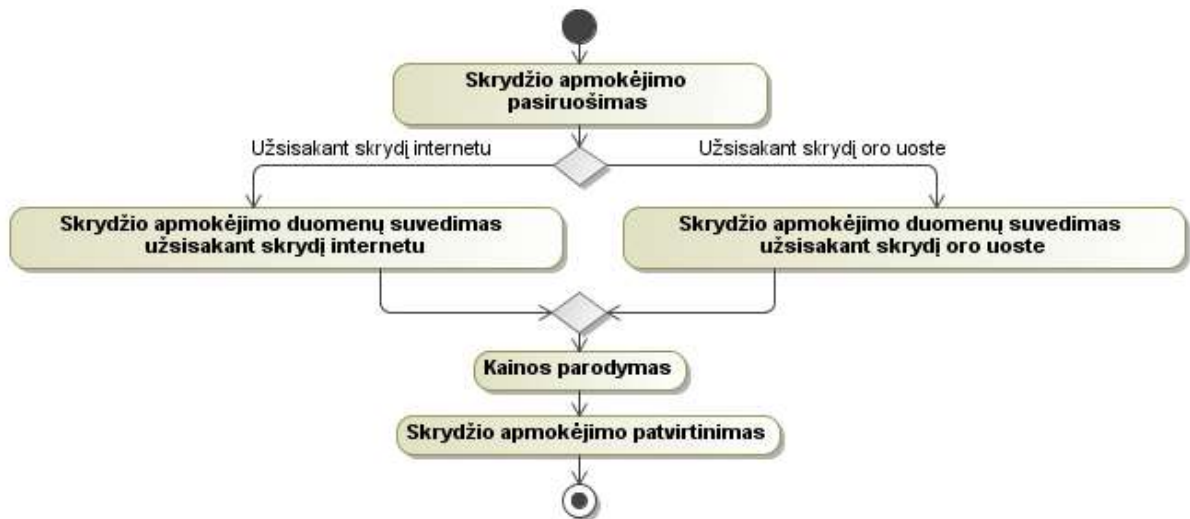 Skrydžio apmokėjimo
pasiruošimas
Užsisakant skrydį internetu
Užsisakant skrydį oro uoste
Skrydžio apmokėjimo duomenų suvedimas
užsisakant skrydį internetu
Skrydžio apmokėjimo duomenų suvedimas
užsisakant skrydį oro uoste
Kainos parodymas
Skrydžio apmokėjimo patvirtinimas